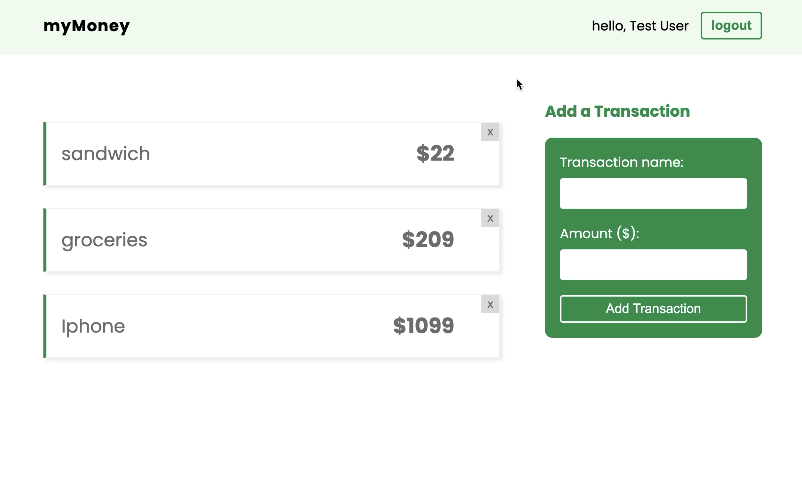 myMoney
hello, Test User
logout
Add a Transaction
x
sandwich $22
x
groceries $209
x
Iphone $1099
Transaction name:
Amount ($):
Add Transaction